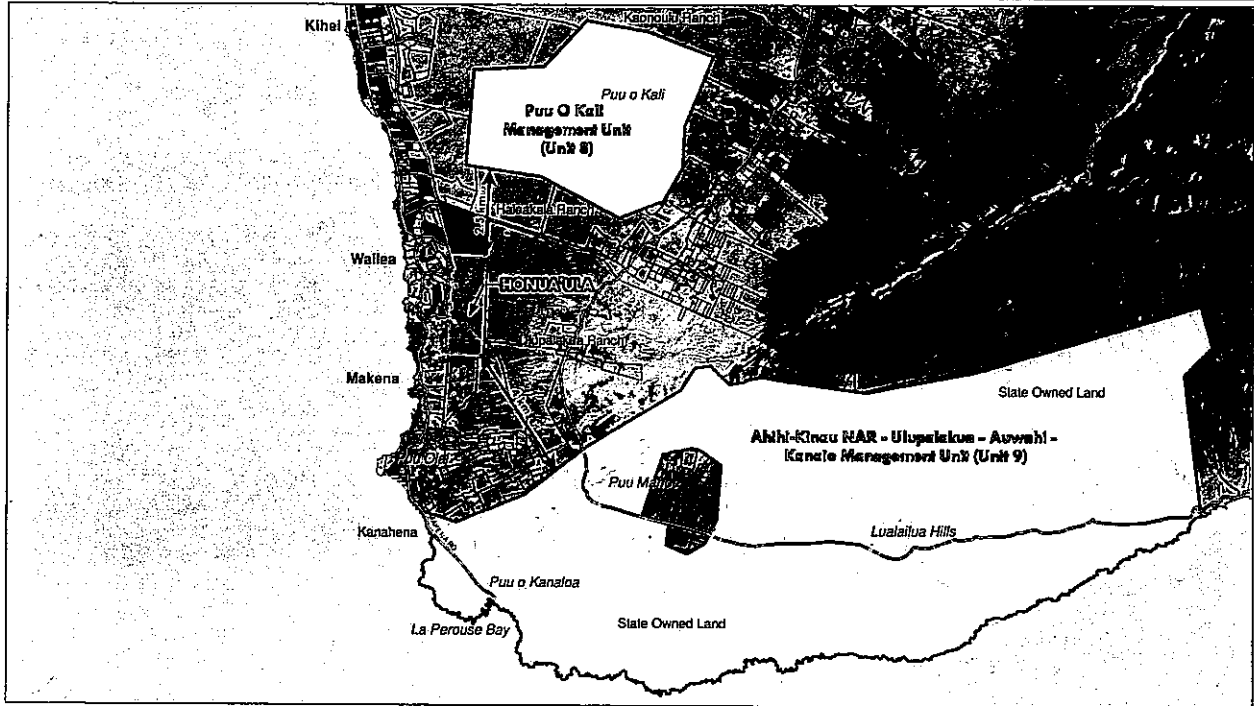 Kihei
Kaonoulu Ranch
Puu o Kali
Puu O Kali
Management Unit
(Unit 8)
Haleakala Ranch
Wailea
HONUA'ULA
Ulupalakua Ranch
Makena
State Owned Land
Ahihi-Kinau NAR - Ulupalakua - Auwahi -
Kanaio Management Unit (Unit 9)
Puu Olai
Kanahena
Lualailua Hills
Puu o Kanaloa
La Perouse Bay
State Owned Land